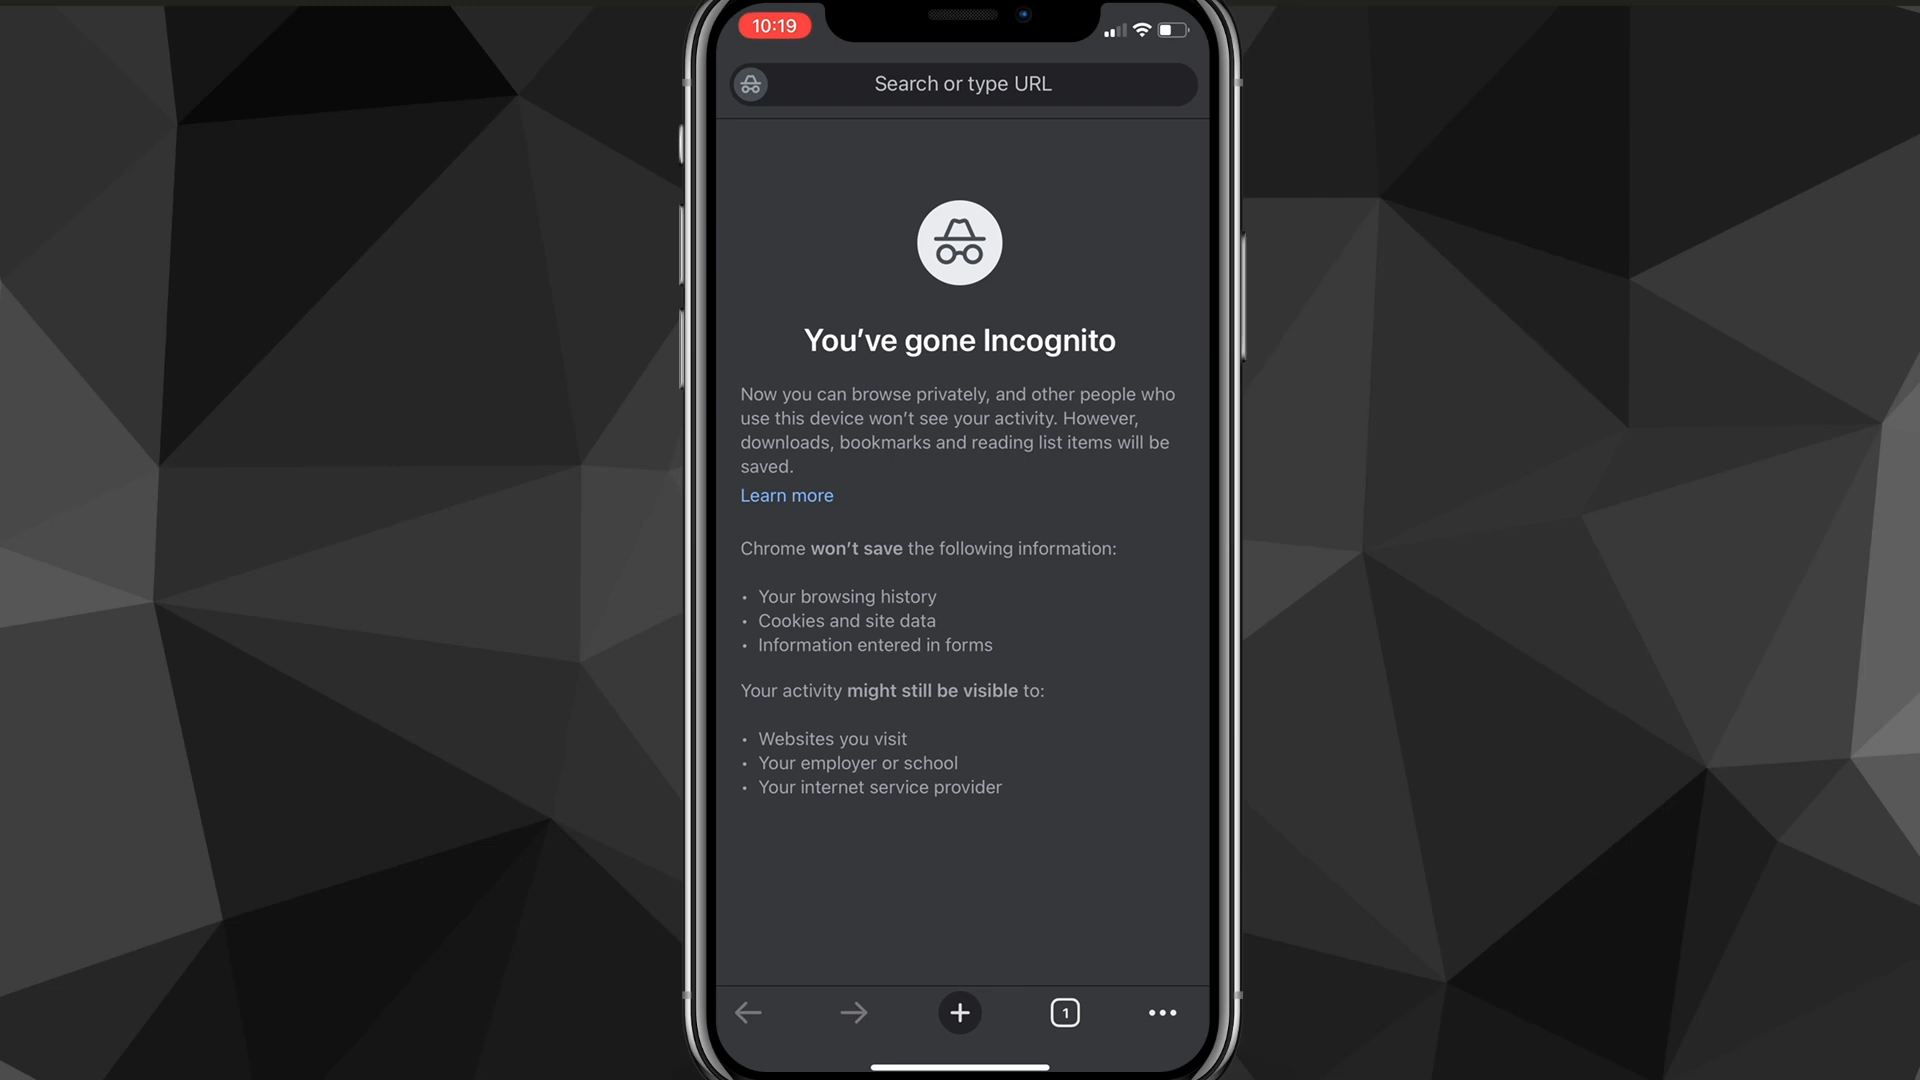 10:19
Search or type URL
You’ve gone Incognito
Now you can browse privately, and other people who
use this device won’t see your activity. However,
downloads, bookmarks and reading list items will be
saved.
Learn more
Chrome won’t save the following information:
• Your browsing history
• Cookies and site data
• Information entered in forms
Your activity might still be visible to:
• Websites you visit
• Your employer or school
• Your internet service provider
1